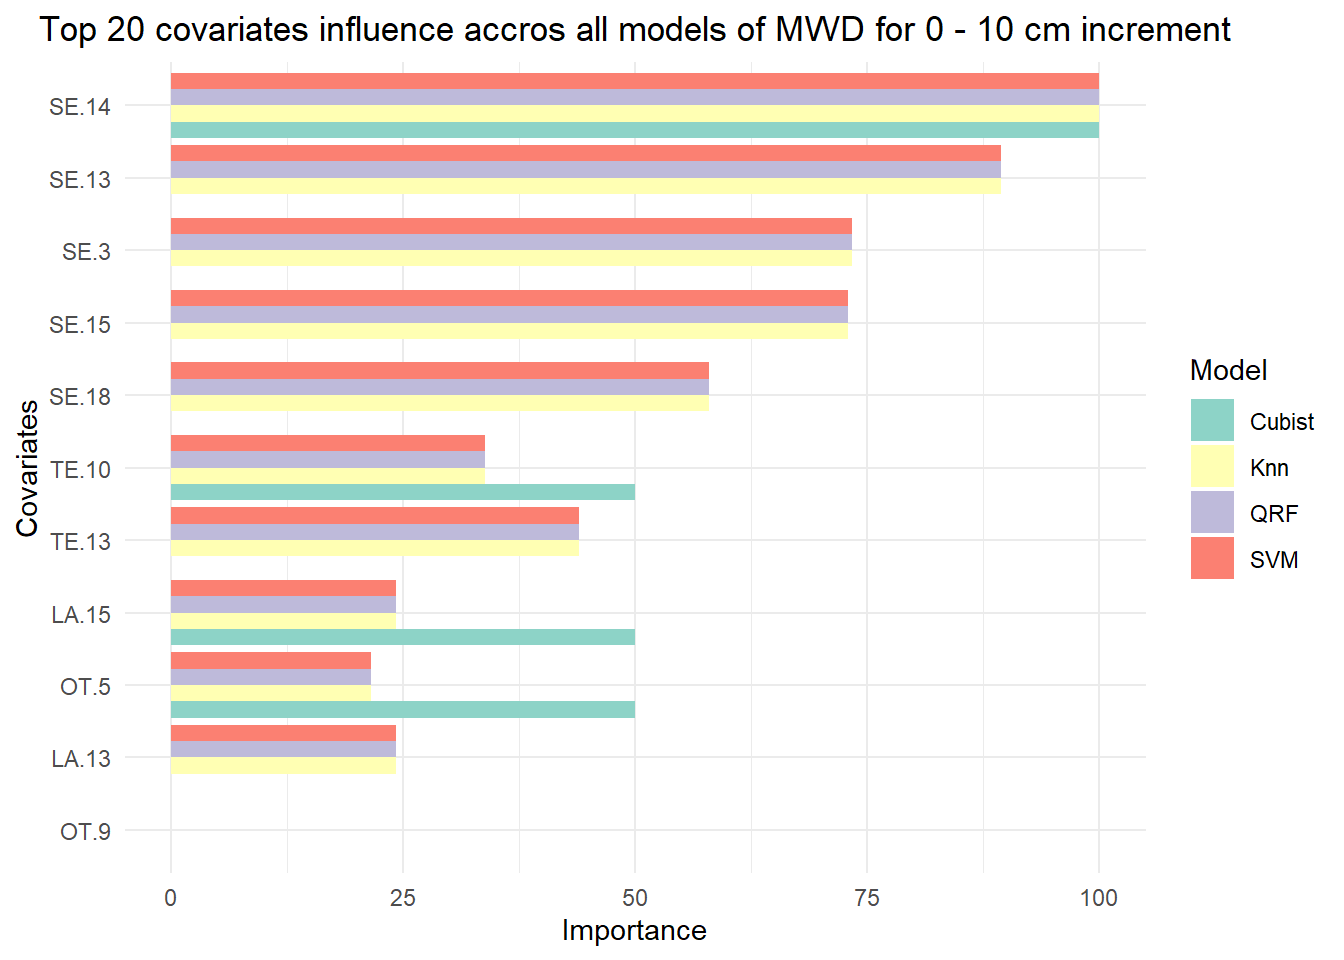 Top 20 covariates influence accros all models of MWD for 0 - 10 cm increment
Covariates
SE.14
SE.13
SE.3
SE.15
SE.18
TE.10
TE.13
LA.15
OT.5
LA.13
OT.9
0 25 50 75 100
Importance
Model
Cubist
Knn
QRF
SVM